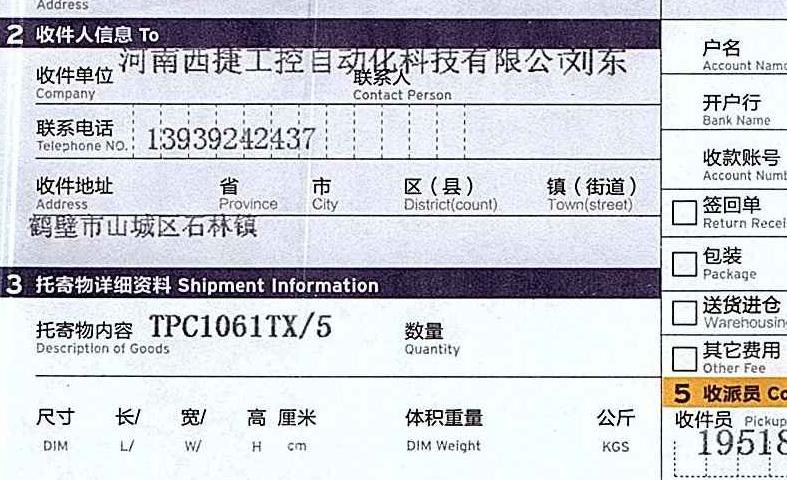 Address
2 收件人信息 To
收件单位 河南西捷工控自动化科技有限公 联系人 刘东
Company Contact Person
联系电话 13939242437
Telephone NO.
收件地址 省 市 区（县） 镇（街道）
Address Province City District(count) Town(street)
鹤壁市山城区石林镇
3 托寄物详细资料 Shipment Information
托寄物内容 TPC1061TX/5 数量
Description of Goods Quantity
尺寸 长/ 宽/ 高 厘米 体积重量 公斤
DIM L/ W/ H cm DIM Weight KGS
户名
Account Name
开户行
Bank Name
收款账号
Account Numb
签回单
Return Recei
包装
Package
送货进仓
Warehousing
其它费用
Other Fee
5 收派员 Co
收件员 Pickup
19518